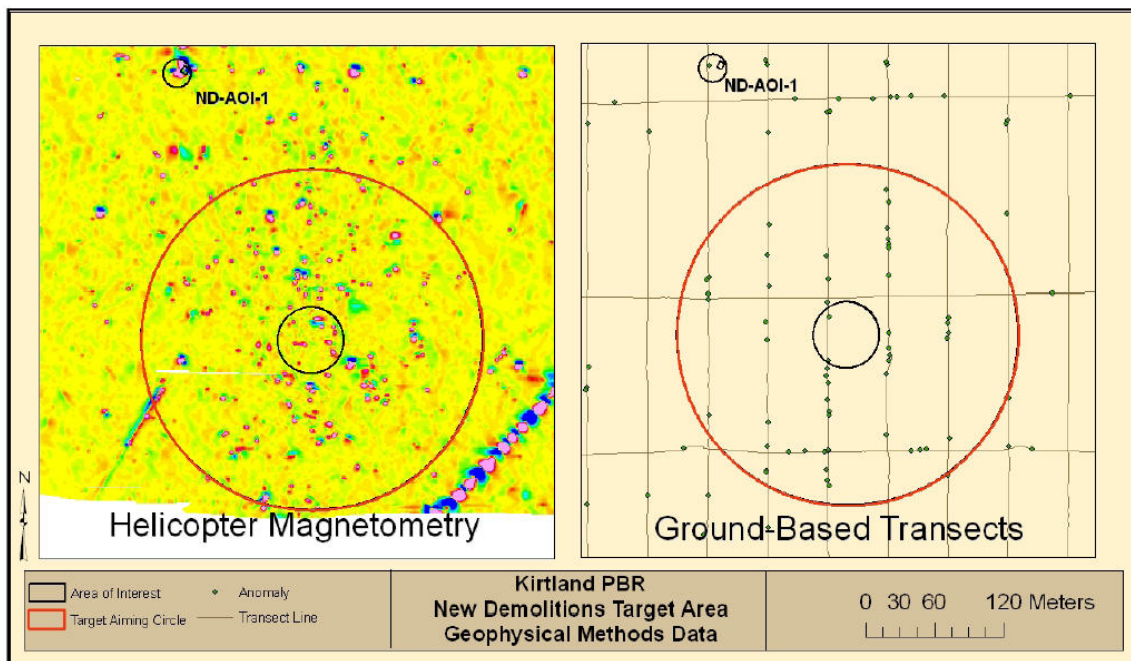 ND-AOI-1
ND-AOI-1
N
Helicopter Magnetometry
Ground-Based Transects
Area of Interest
Anomaly
Target Aiming Circle
Transect Line
Kirtland PBR
New Demolitions Target Area
Geophysical Methods Data
0 30 60 120 Meters